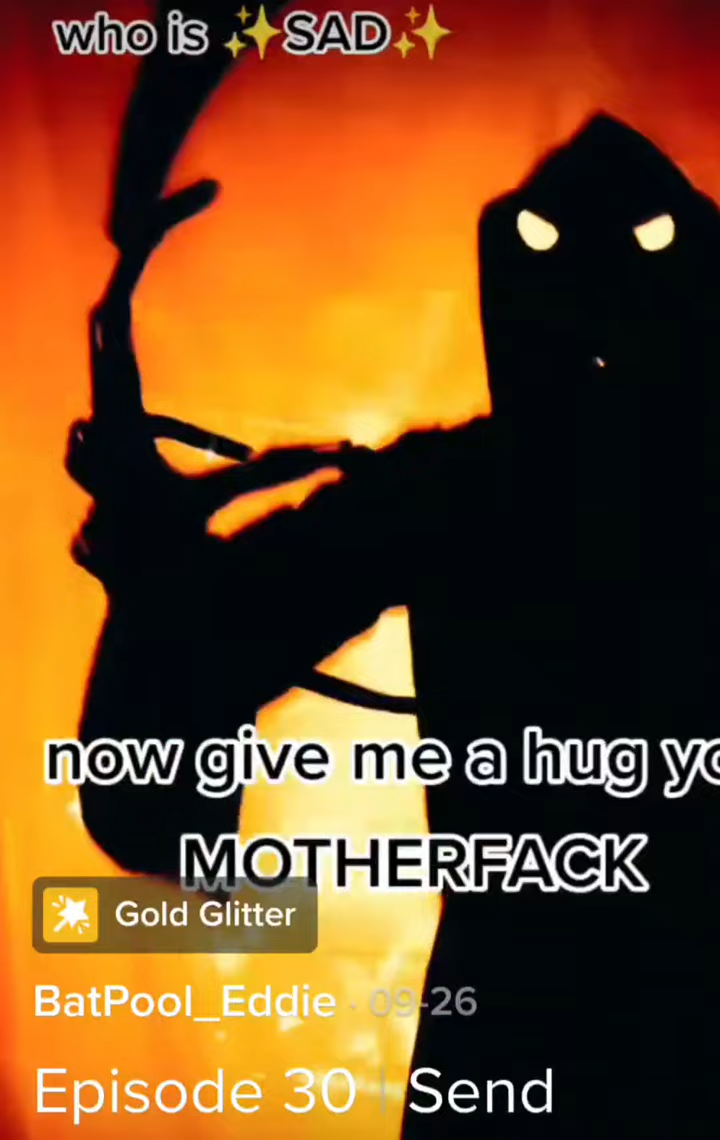 who is ✨SAD✨
now give me a hug yo
MOTHERFACK
Gold Glitter
BatPool_Eddie · 09-26
Episode 30 | Send